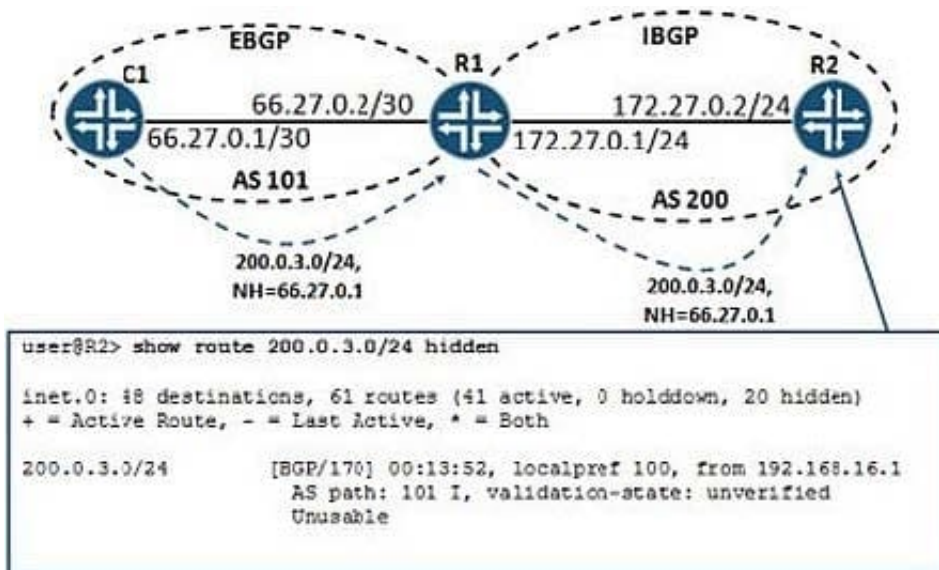 EBGP
IBGP
C1
R1
R2
66.27.0.2/30
172.27.0.2/24
66.27.0.1/30
172.27.0.1/24
AS 101
AS 200
200.0.3.0/24,
NH=66.27.0.1
200.0.3.0/24,
NH=66.27.0.1
user@R2> show route 200.0.3.0/24 hidden
inet.0: 48 destinations, 61 routes (41 active, 0 holddown, 20 hidden)
+ = Active Route, - = Last Active, * = Both
200.0.3.0/24 [BGP/170] 00:13:52, localpref 100, from 192.168.16.1
AS path: 101 I, validation-state: unverified
Unusable